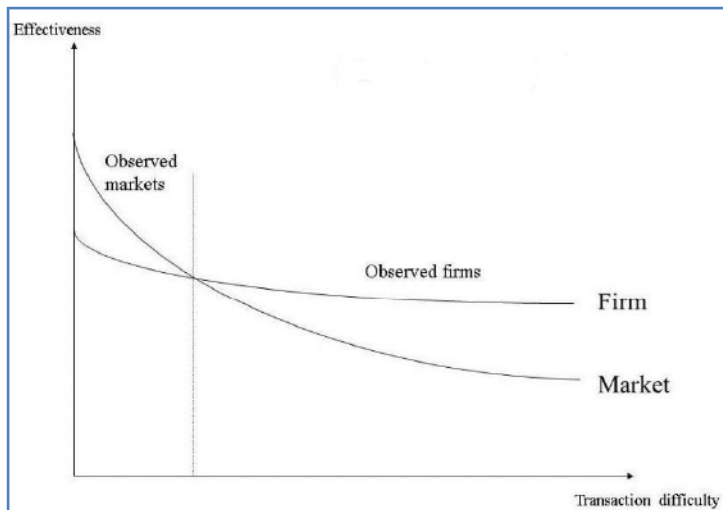 Effectiveness
Observed
markets
Observed firms
Firm
Market
Transaction difficulty